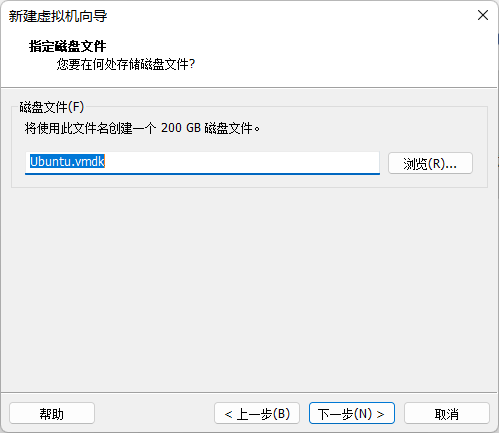 新建虚拟机向导
指定磁盘文件
您要在何处存储磁盘文件?
磁盘文件(F)
将使用此文件名创建一个 200 GB 磁盘文件。
Ubuntu.vmdk
浏览(R)...
帮助
< 上一步(B)
下一步(N) >
取消